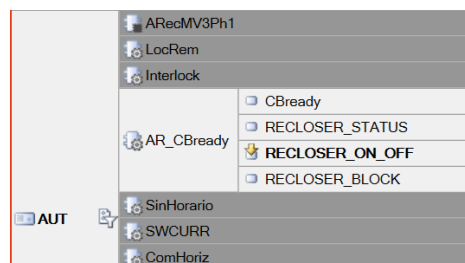 ARecMV3Ph1
LocRem
Interlock
AR_CBready
CBready
RECLOSER_STATUS
RECLOSER_ON_OFF
RECLOSER_BLOCK
AUT
SinHorario
SWCURR
ComHoriz